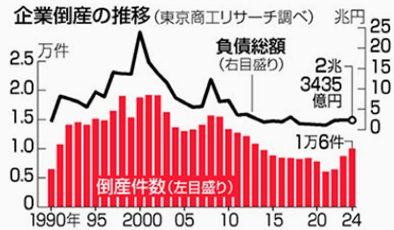 企業倒産の推移(東京商工リサーチ調べ)
兆円
万件
負債総額
(右目盛り)
2兆
3435
億円
1万6件
倒産件数(左目盛り)
2.5
2.0
1.5
1.0
0.5
0
25
20
15
10
5
0
1990年 95 2000 05 10 15 20 24